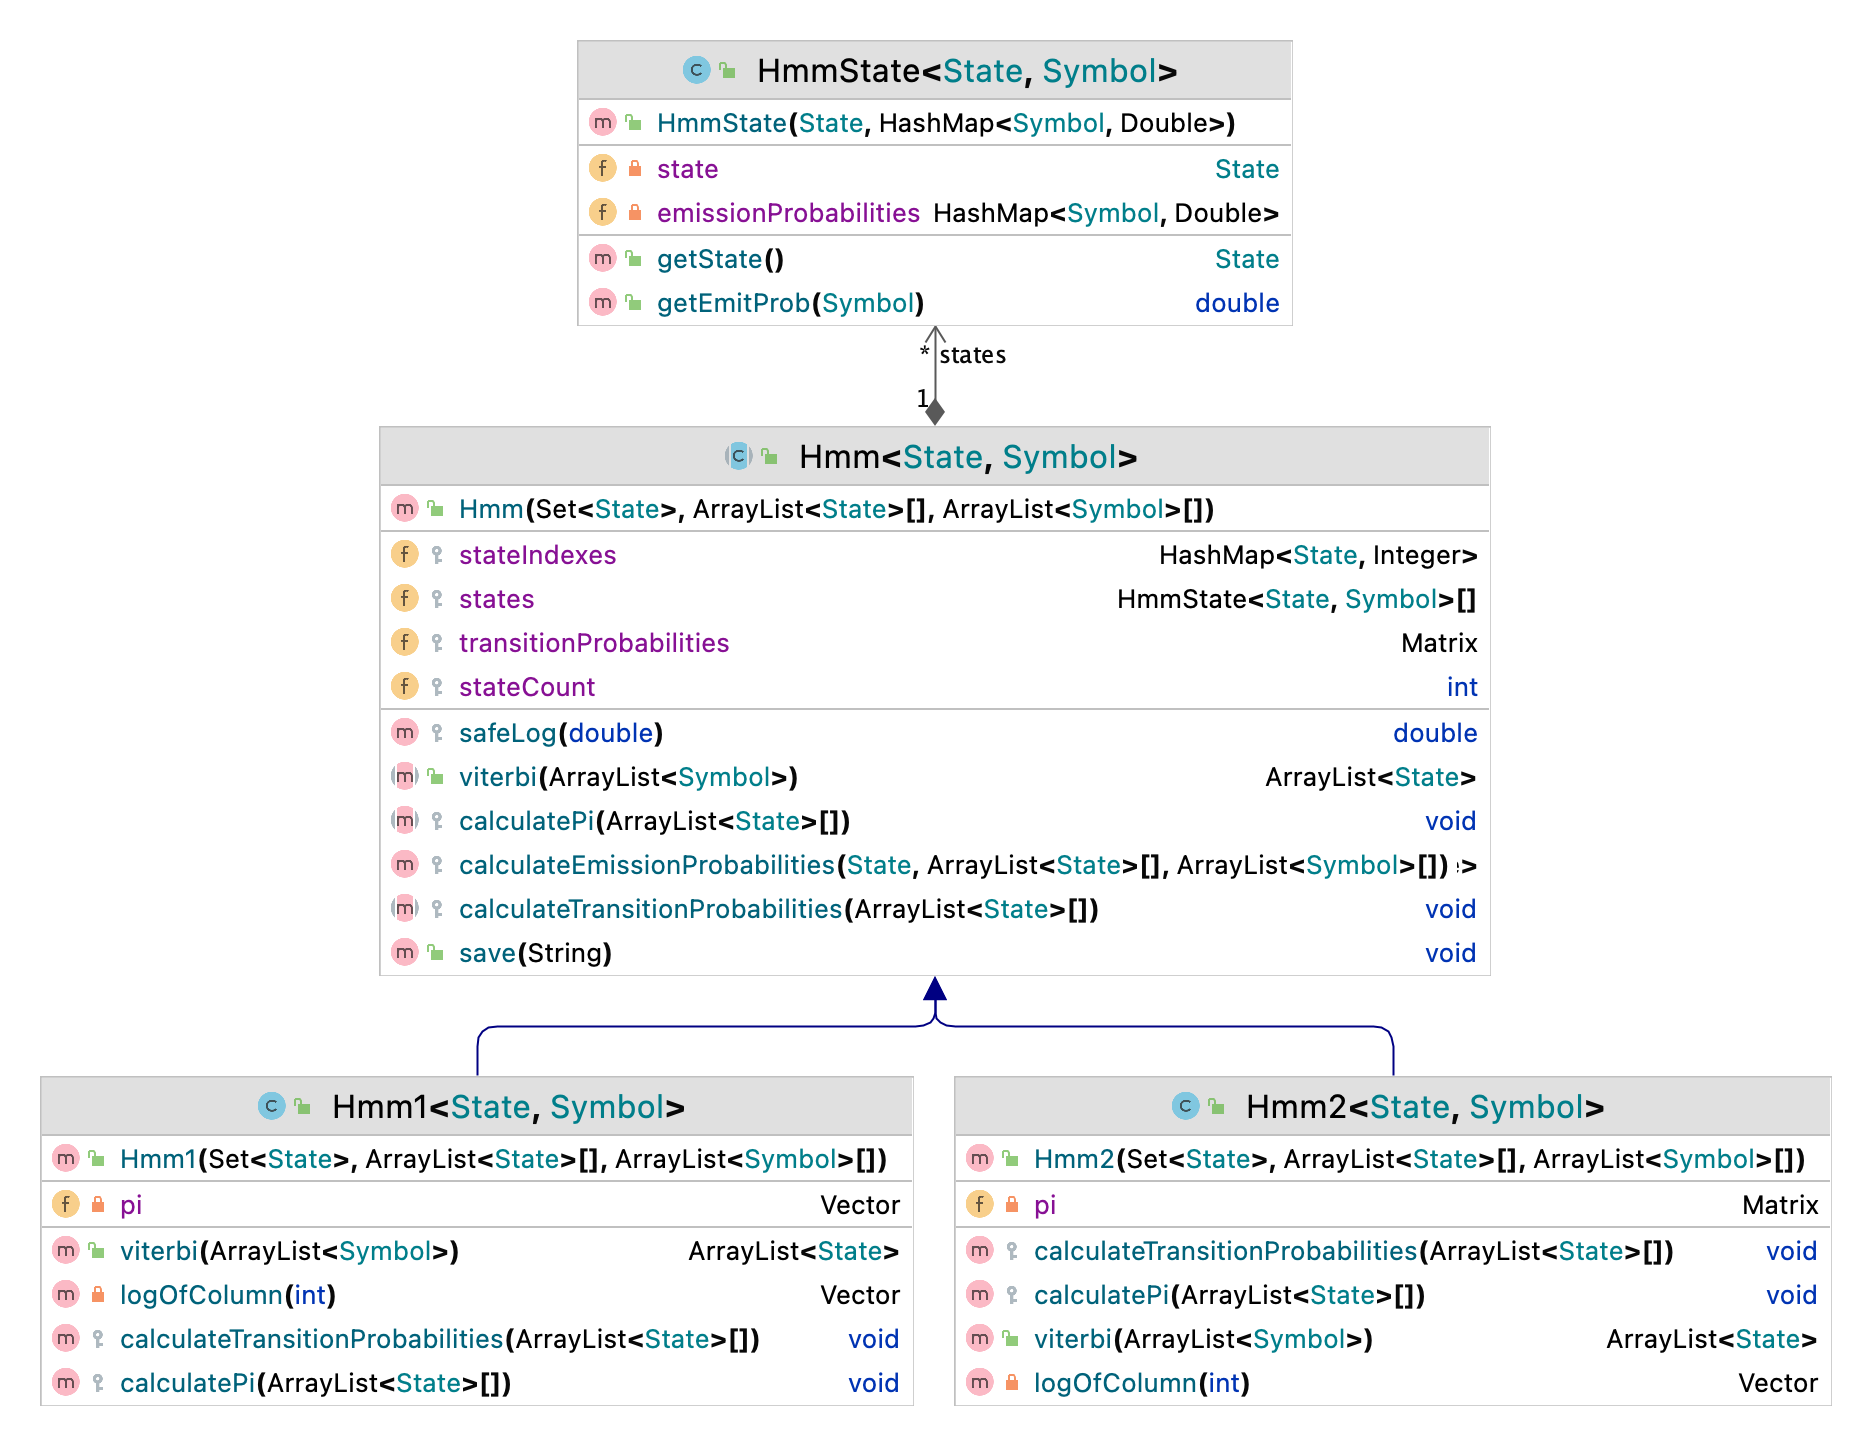 HmmState<State, Symbol>
HmmState(State, HashMap<Symbol, Double>)
state State
emissionProbabilities HashMap<Symbol, Double>
getState() State
getEmitProb(Symbol) double
* states
1
Hmm<State, Symbol>
Hmm(Set<State>, ArrayList<State>[], ArrayList<Symbol>[])
stateIndexes HashMap<State, Integer>
states HmmState<State, Symbol>[]
transitionProbabilities Matrix
stateCount int
safeLog(double) double
viterbi(ArrayList<Symbol>) ArrayList<State>
calculatePi(ArrayList<State>[]) void
calculateEmissionProbabilities(State, ArrayList<State>[], ArrayList<Symbol>[]) >
calculateTransitionProbabilities(ArrayList<State>[]) void
save(String) void
Hmm1<State, Symbol>
Hmm1(Set<State>, ArrayList<State>[], ArrayList<Symbol>[])
pi Vector
viterbi(ArrayList<Symbol>) ArrayList<State>
logOfColumn(int) Vector
calculateTransitionProbabilities(ArrayList<State>[]) void
calculatePi(ArrayList<State>[]) void
Hmm2<State, Symbol>
Hmm2(Set<State>, ArrayList<State>[], ArrayList<Symbol>[])
pi Matrix
calculateTransitionProbabilities(ArrayList<State>[]) void
calculatePi(ArrayList<State>[]) void
viterbi(ArrayList<Symbol>) ArrayList<State>
logOfColumn(int) Vector